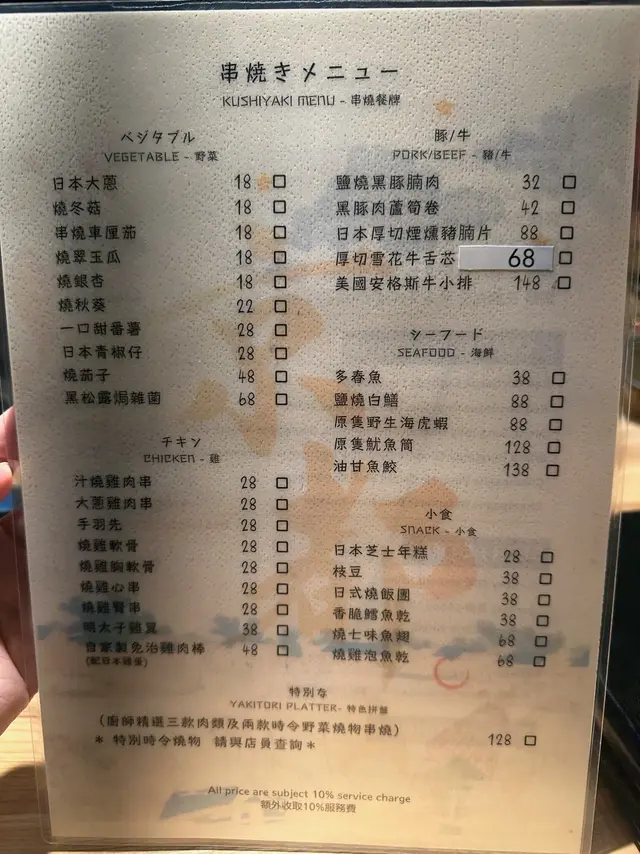 串焼きメニュー
KUSHIYAKI MENU - 串燒餐牌
ベジタブル
VEGETABLE - 野菜
日本大蔥 18
燒冬菇 18
串燒車厘茄 18
燒翠玉瓜 18
燒銀杏 18
燒秋葵 22
一口甜番薯 28
日本青椒仔 28
燒茄子 48
黑松露焗雜菌 68
チキン
CHICKEN - 雞
汁燒雞肉串 28
大蔥雞肉串 28
手羽先 28
燒雞軟骨 28
燒雞胸軟骨 28
燒雞心串 28
燒雞腎串 28
明太子雞翼 38
自家製免治雞肉棒 48
(配日本雞蛋)
豚/牛
PORK/BEEF - 豬/牛
鹽燒黑豚腩肉 32
黑豚肉蘆筍卷 42
日本厚切煙燻豬腩片 88
厚切雪花牛舌芯 68
美國安格斯牛小排 148
シーフード
SEAFOOD - 海鮮
多春魚 38
鹽燒白鱔 88
原隻野生海虎蝦 88
原隻魷魚筒 128
油甘魚鮫 138
小食
SNACK - 小食
日本芝士年糕 28
枝豆 38
日式燒飯團 38
香脆鱈魚乾 38
燒七味魚翅 68
燒雞泡魚乾 68
特別な
YAKITORI PLATTER- 特色拼盤
(廚師精選三款肉類及兩款時令野菜燒物串燒)
* 特別時令燒物 請與店員查詢 * 128
All price are subject 10% service charge
額外收取10%服務費